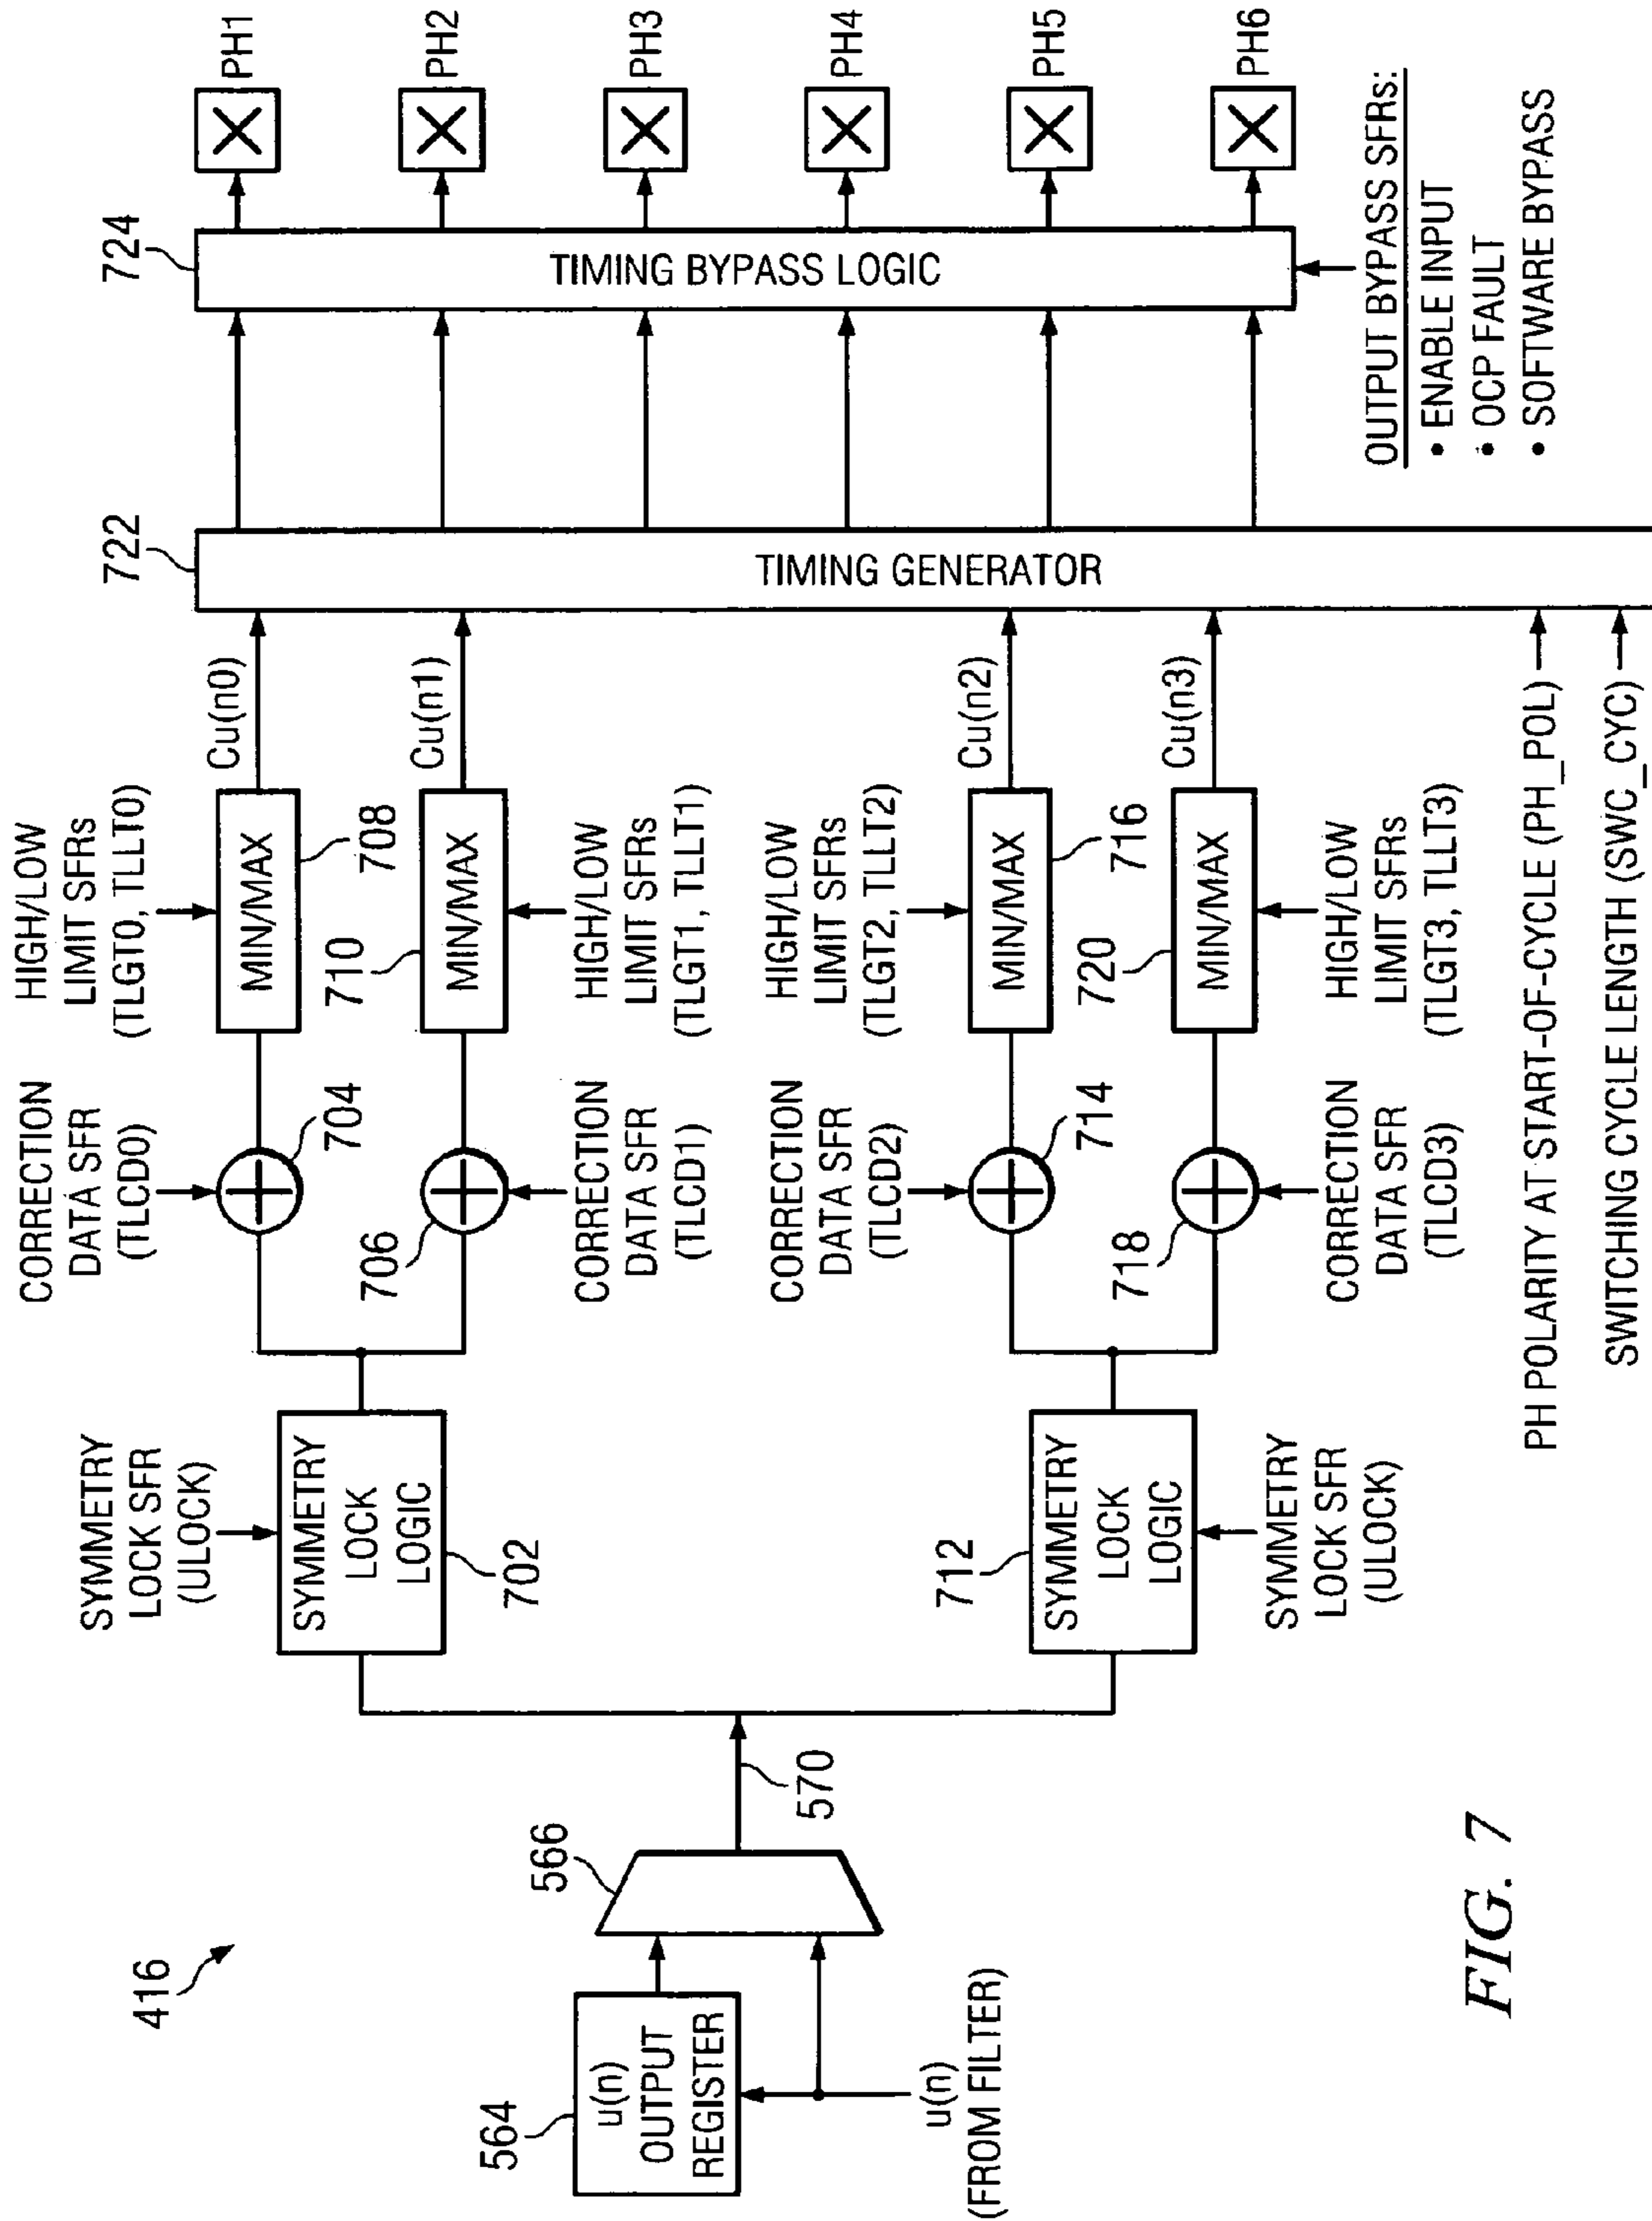 416
564
u(n)
OUTPUT
REGISTER
u(n)
(FROM FILTER)
566
570
SYMMETRY
LOCK SFR
(ULOCK)
SYMMETRY
LOCK
LOGIC
702
712
SYMMETRY
LOCK
LOGIC
SYMMETRY
LOCK SFR
(ULOCK)
CORRECTION
DATA SFR
(TLCD0)
704
706
CORRECTION
DATA SFR
(TLCD1)
CORRECTION
DATA SFR
(TLCD2)
714
718
CORRECTION
DATA SFR
(TLCD3)
HIGH/LOW
LIMIT SFRs
(TLGT0, TLLT0)
MIN/MAX
708
710
MIN/MAX
HIGH/LOW
LIMIT SFRs
(TLGT1, TLLT1)
HIGH/LOW
LIMIT SFRs
(TLGT2, TLLT2)
MIN/MAX
716
720
MIN/MAX
HIGH/LOW
LIMIT SFRs
(TLGT3, TLLT3)
Cu(n0)
Cu(n1)
Cu(n2)
Cu(n3)
PH POLARITY AT START-OF-CYCLE (PH_POL)
SWITCHING CYCLE LENGTH (SWC_CYC)
722
TIMING GENERATOR
724
TIMING BYPASS LOGIC
PH1
PH2
PH3
PH4
PH5
PH6
OUTPUT BYPASS SFRs:
• ENABLE INPUT
• OCP FAULT
• SOFTWARE BYPASS
FIG. 7